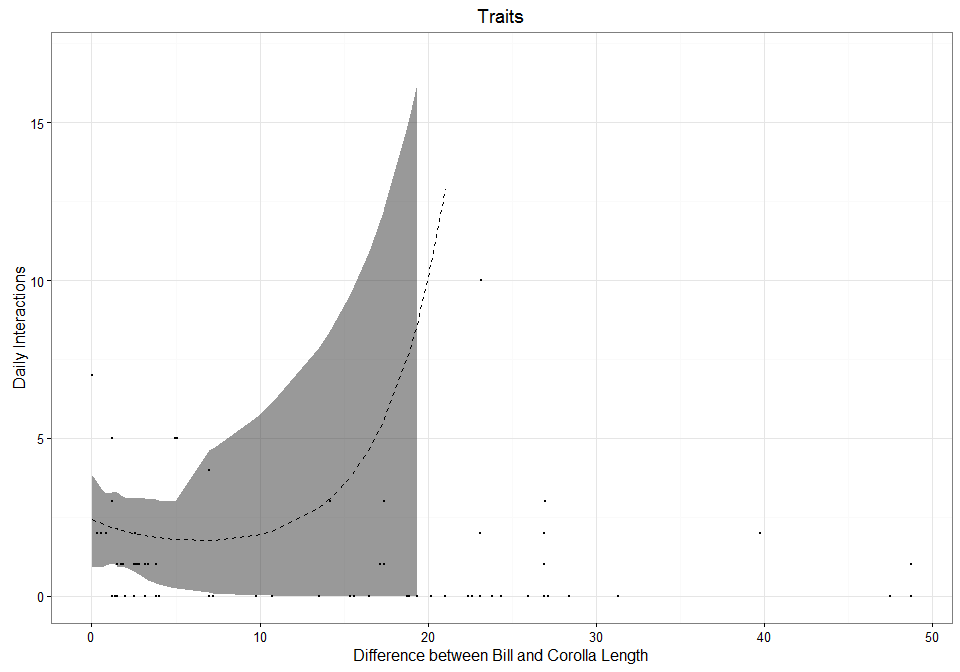 Traits
Daily Interactions
15
10
5
0
0 10 20 30 40 50
Difference between Bill and Corolla Length